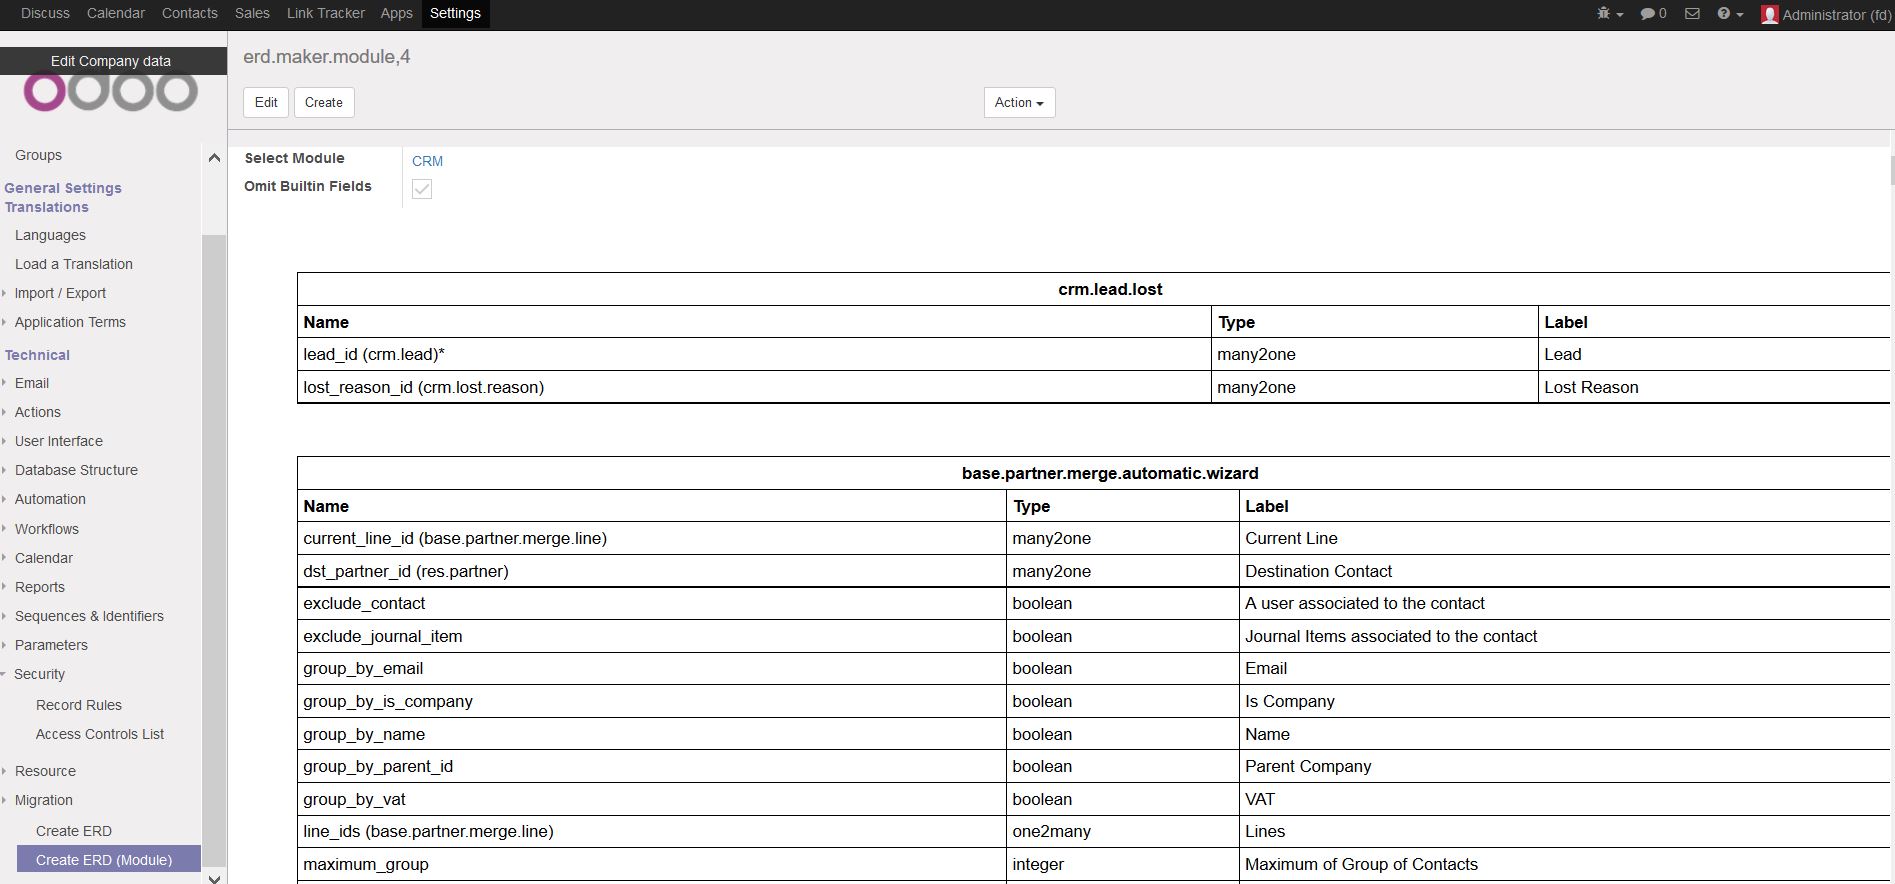 Discuss Calendar Contacts Sales Link Tracker Apps Settings 0 Administrator (fd)
Edit Company data
odoo
Groups
General Settings
Translations
Languages
Load a Translation
Import / Export
Application Terms
Technical
Email
Actions
User Interface
Database Structure
Automation
Workflows
Calendar
Reports
Sequences & Identifiers
Parameters
Security
Record Rules
Access Controls List
Resource
Migration
Create ERD
Create ERD (Module)
erd.maker.module,4
Edit Create Action
Select Module CRM
Omit Builtin Fields
crm.lead.lost
Name Type Label
lead_id (crm.lead)* many2one Lead
lost_reason_id (crm.lost.reason) many2one Lost Reason
base.partner.merge.automatic.wizard
Name Type Label
current_line_id (base.partner.merge.line) many2one Current Line
dst_partner_id (res.partner) many2one Destination Contact
exclude_contact boolean A user associated to the contact
exclude_journal_item boolean Journal Items associated to the contact
group_by_email boolean Email
group_by_is_company boolean Is Company
group_by_name boolean Name
group_by_parent_id boolean Parent Company
group_by_vat boolean VAT
line_ids (base.partner.merge.line) one2many Lines
maximum_group integer Maximum of Group of Contacts